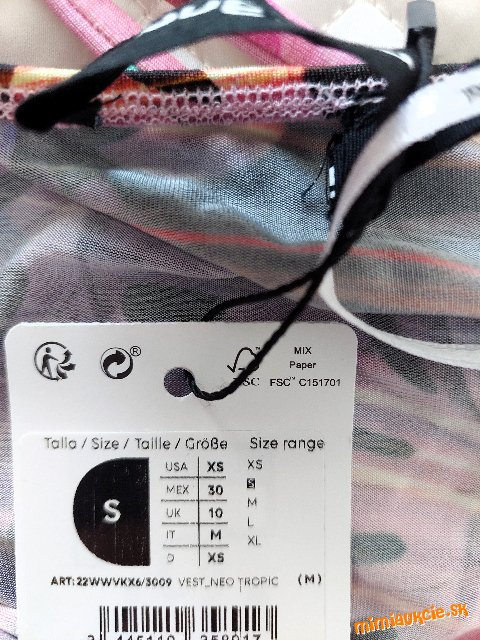 MIX
Paper
FSC™ C151701
Talla / Size / Taille / Größe Size range
S
USA XS
MEX 30
UK 10
IT M
D XS
XS
S
M
L
XL
ART: 22WWVKX6/3009 VEST_NEO TROPIC (M)
mimiaukcie.sk